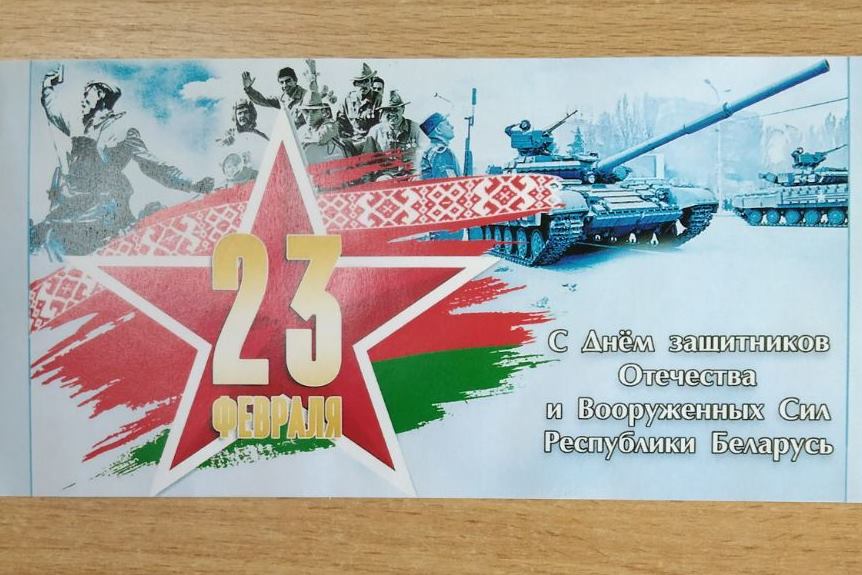 23
ФЕВРАЛЯ
С Днём защитников
Отечества
и Вооруженных Сил
Республики Беларусь